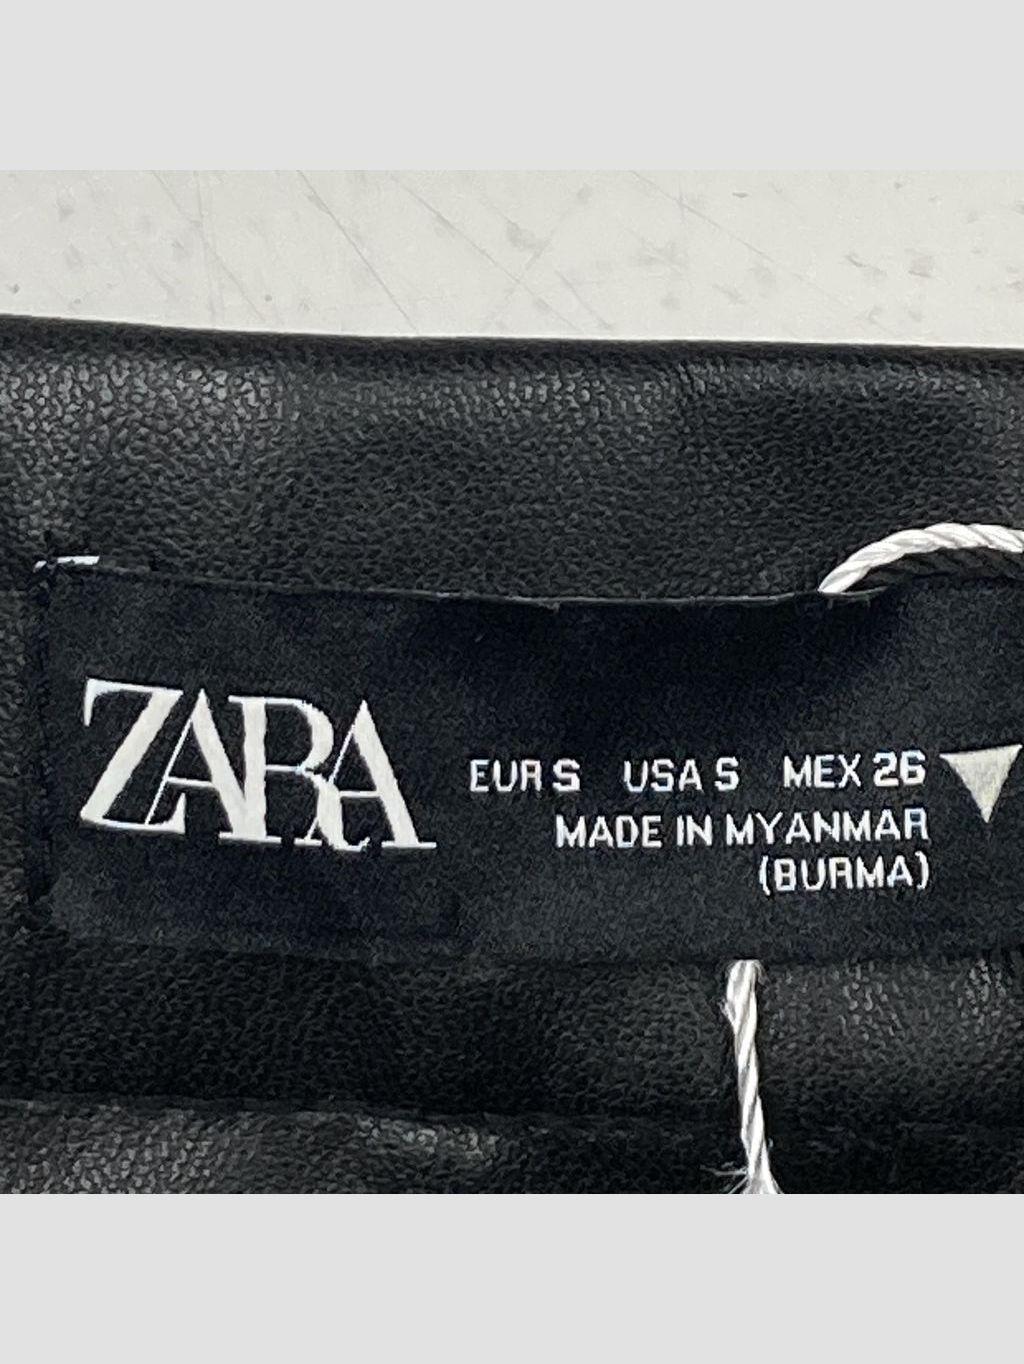 ZARA
EUR S USA S MEX 26
MADE IN MYANMAR
(BURMA)